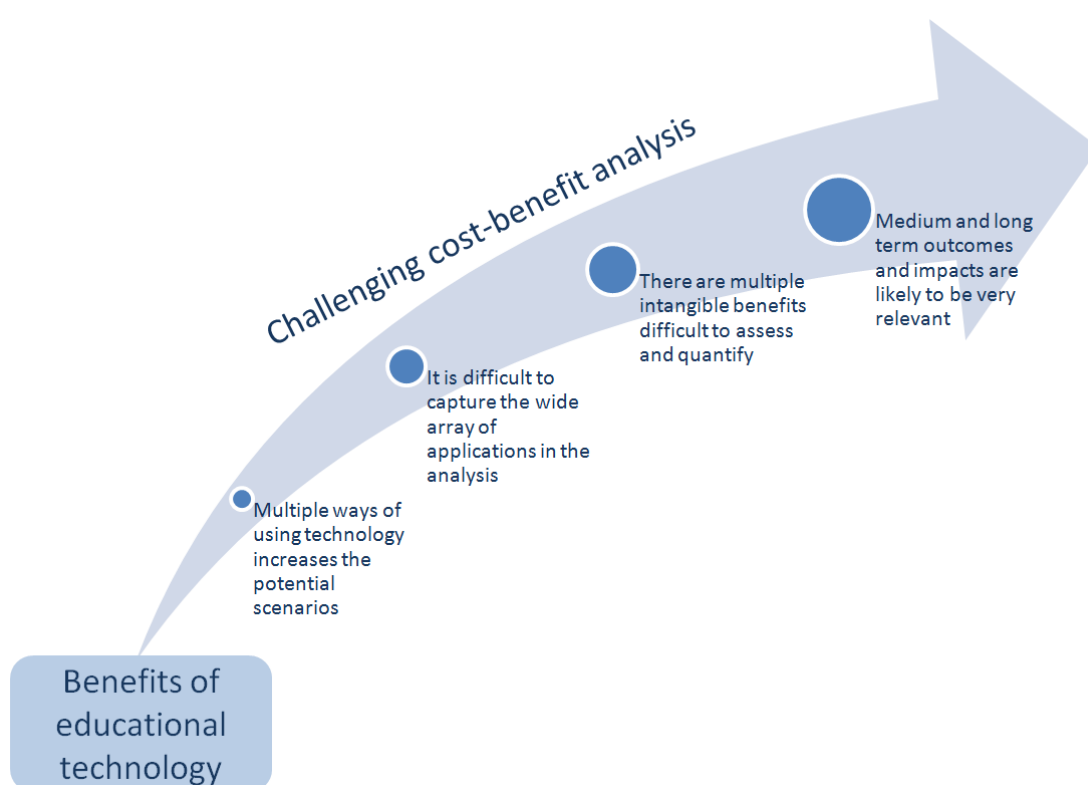 Challenging cost-benefit analysis
Medium and long
term outcomes
and impacts are
likely to be very
relevant
There are multiple
intangible benefits
difficult to assess
and quantify
It is difficult to
capture the wide
array of
applications in the
analysis
Multiple ways of
using technology
increases the
potential
scenarios
Benefits of
educational
technology